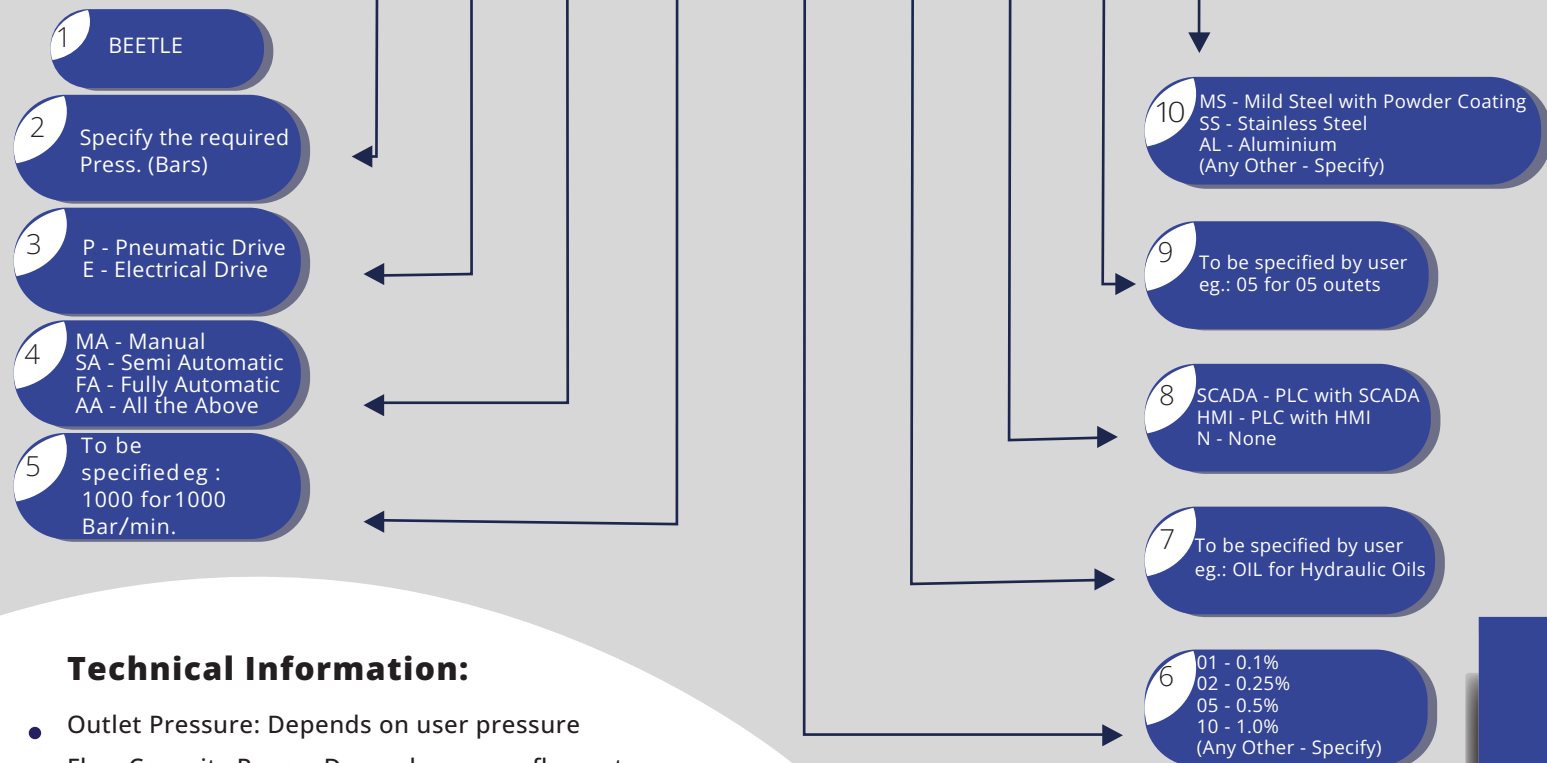 1
BEETLE
2
Specify the required
Press. (Bars)
3
P - Pneumatic Drive
E - Electrical Drive
4
MA - Manual
SA - Semi Automatic
FA - Fully Automatic
AA - All the Above
5
To be
specified eg :
1000 for 1000
Bar/min.
10
MS - Mild Steel with Powder Coating
SS - Stainless Steel
AL - Aluminium
(Any Other - Specify)
9
To be specified by user
eg.: 05 for 05 outets
8
SCADA - PLC with SCADA
HMI - PLC with HMI
N - None
7
To be specified by user
eg.: OIL for Hydraulic Oils
6
01 - 0.1%
02 - 0.25%
05 - 0.5%
10 - 1.0%
(Any Other - Specify)
Technical Information:
Outlet Pressure: Depends on user pressure